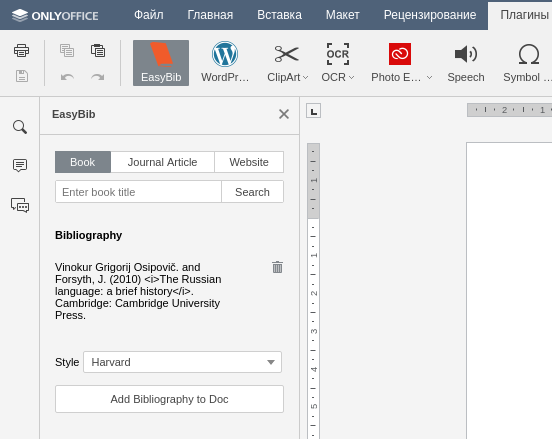 ONLYOFFICE Файл Главная Вставка Макет Рецензирование Плагины
EasyBib WordPr... ClipArt OCR OCR Photo E... Speech Symbol ...
EasyBib
L 2 1
Book Journal Article Website
Enter book title Search
Bibliography
Vinokur Grigorij Osipovič. and
Forsyth, J. (2010) <i>The Russian
language: a brief history</i>.
Cambridge: Cambridge University
Press.
Style Harvard
Add Bibliography to Doc
1
1
2
3
4
5